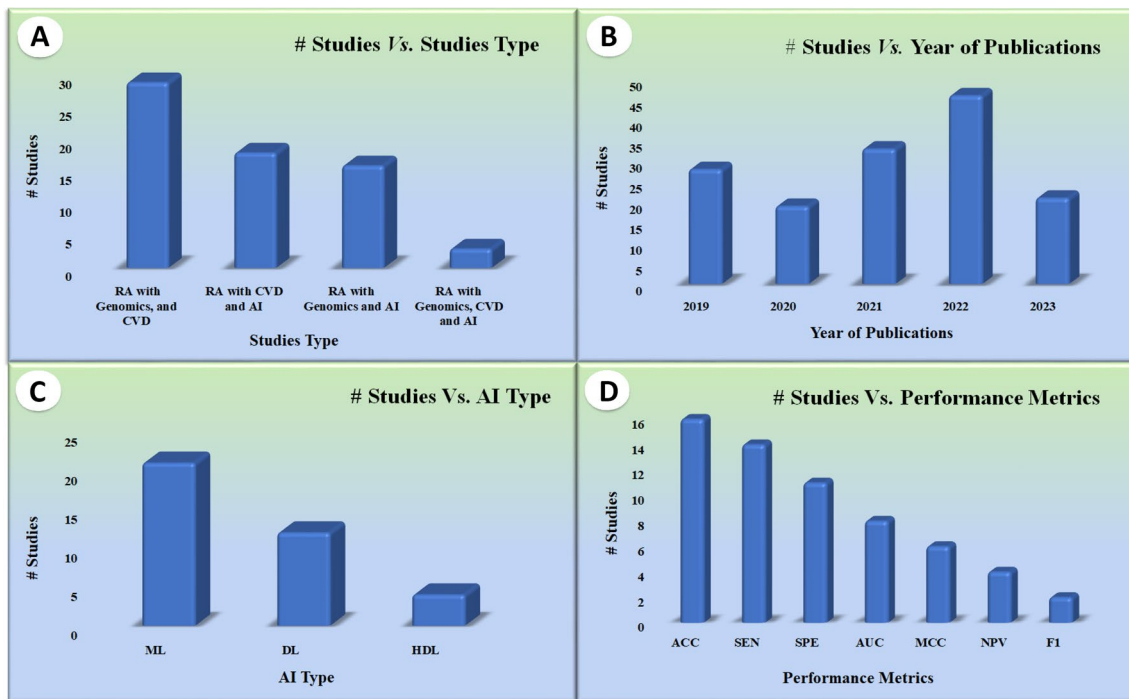 A
# Studies Vs. Studies Type
# Studies
30
25
20
15
10
5
0
RA with
Genomics, and
CVD
RA with CVD
and AI
RA with
Genomics and AI
RA with
Genomics, CVD
and AI
Studies Type
B
# Studies Vs. Year of Publications
# Studies
50
45
40
35
30
25
20
15
10
5
0
2019 2020 2021 2022 2023
Year of Publications
C
# Studies Vs. AI Type
# Studies
25
20
15
10
5
0
ML DL HDL
AI Type
D
# Studies Vs. Performance Metrics
# Studies
16
14
12
10
8
6
4
2
0
ACC SEN SPE AUC MCC NPV F1
Performance Metrics